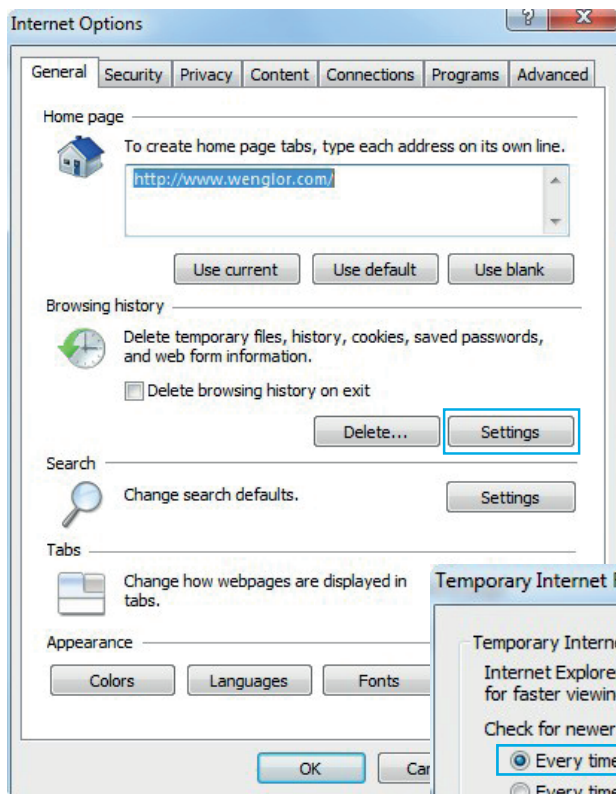 Internet Options
General Security Privacy Content Connections Programs Advanced
Home page
To create home page tabs, type each address on its own line.
http://www.wenglor.com/
Use current Use default Use blank
Browsing history
Delete temporary files, history, cookies, saved passwords,
and web form information.
Delete browsing history on exit
Delete... Settings
Search
Change search defaults.
Settings
Tabs
Change how webpages are displayed in
tabs.
Appearance
Colors Languages Fonts
OK
Temporary Internet
Temporary
Internet
for faster
Check for newer
Every time
Every time